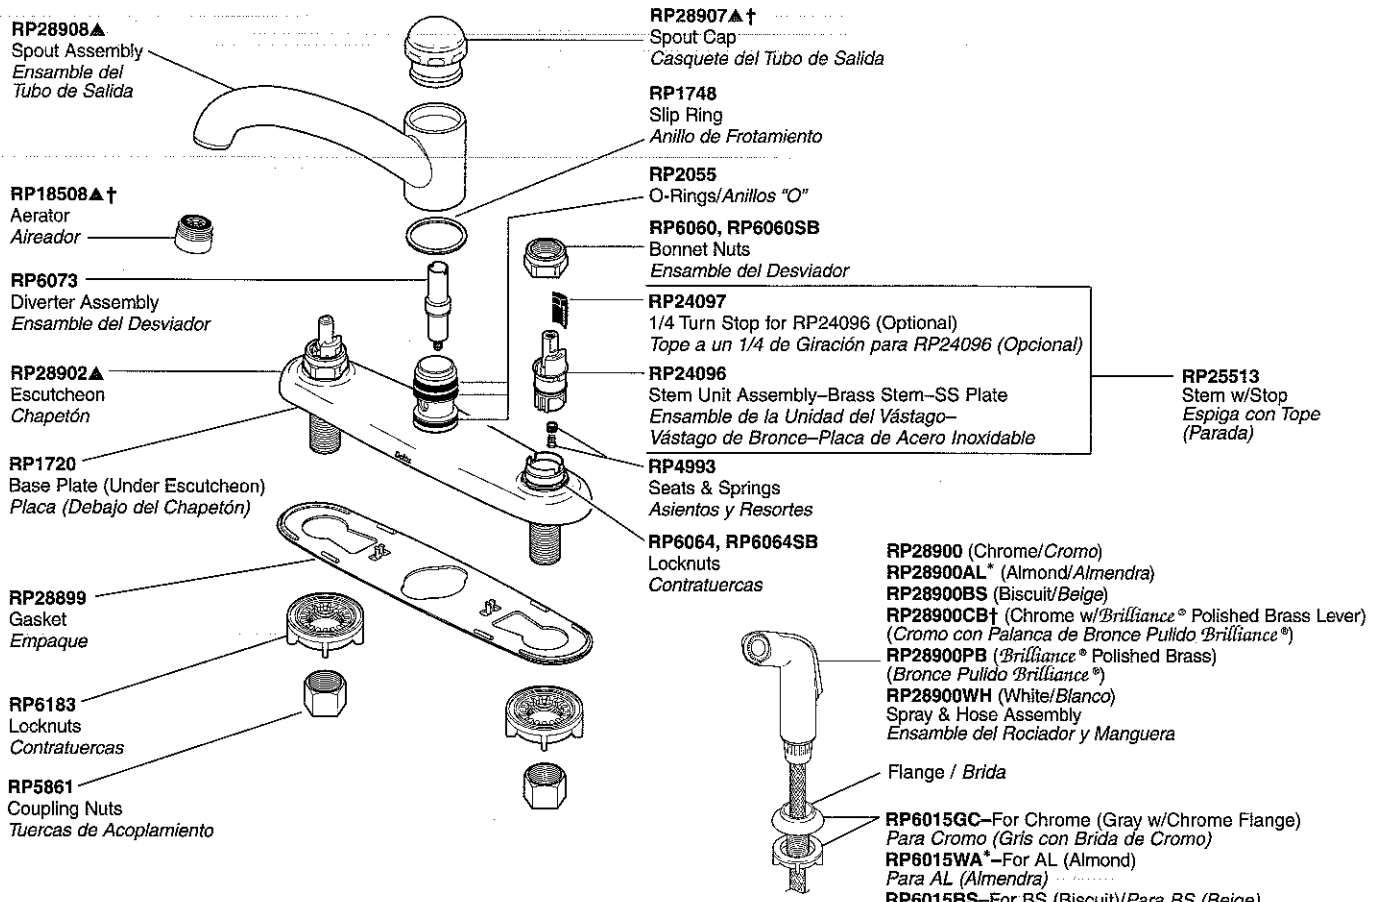 RP28908▲
Spout Assembly
Ensamble del
Tubo de Salida
RP18508▲†
Aerator
Aireador
RP6073
Diverter Assembly
Ensamble del Desviador
RP28902▲
Escutcheon
Chapetón
RP1720
Base Plate (Under Escutcheon)
Placa (Debajo del Chapetón)
RP28899
Gasket
Empaque
RP6183
Locknuts
Contratuercas
RP5861
Coupling Nuts
Tuercas de Acoplamiento
RP28907▲†
Spout Cap
Casquete del Tubo de Salida
RP1748
Slip Ring
Anillo de Frotamiento
RP2055
O-Rings/Anillos "O"
RP6060, RP6060SB
Bonnet Nuts
Ensamble del Desviador
RP24097
1/4 Turn Stop for RP24096 (Optional)
Tope a un 1/4 de Giración para RP24096 (Opcional)
RP24096
Stem Unit Assembly–Brass Stem–SS Plate
Ensamble de la Unidad del Vástago–
Vástago de Bronce–Placa de Acero Inoxidable
RP25513
Stem w/Stop
Espiga con Tope
(Parada)
RP4993
Seats & Springs
Asientos y Resortes
RP6064, RP6064SB
Locknuts
Contratuercas
Delta
RP28900 (Chrome/Cromo)
RP28900AL* (Almond/Almendra)
RP28900BS (Biscuit/Beige)
RP28900CB† (Chrome w/Brilliance® Polished Brass Lever)
(Cromo con Palanca de Bronce Pulido Brilliance®)
RP28900PB (Brilliance® Polished Brass)
(Bronce Pulido Brilliance®)
RP28900WH (White/Blanco)
Spray & Hose Assembly
Ensamble del Rociador y Manguera
Flange / Brida
RP6015GC–For Chrome (Gray w/Chrome Flange)
Para Cromo (Gris con Brida de Cromo)
RP6015WA*–For AL (Almond)
Para AL (Almendra)
RP6015BS–For BS (Biscuit)/Para BS (Beige)